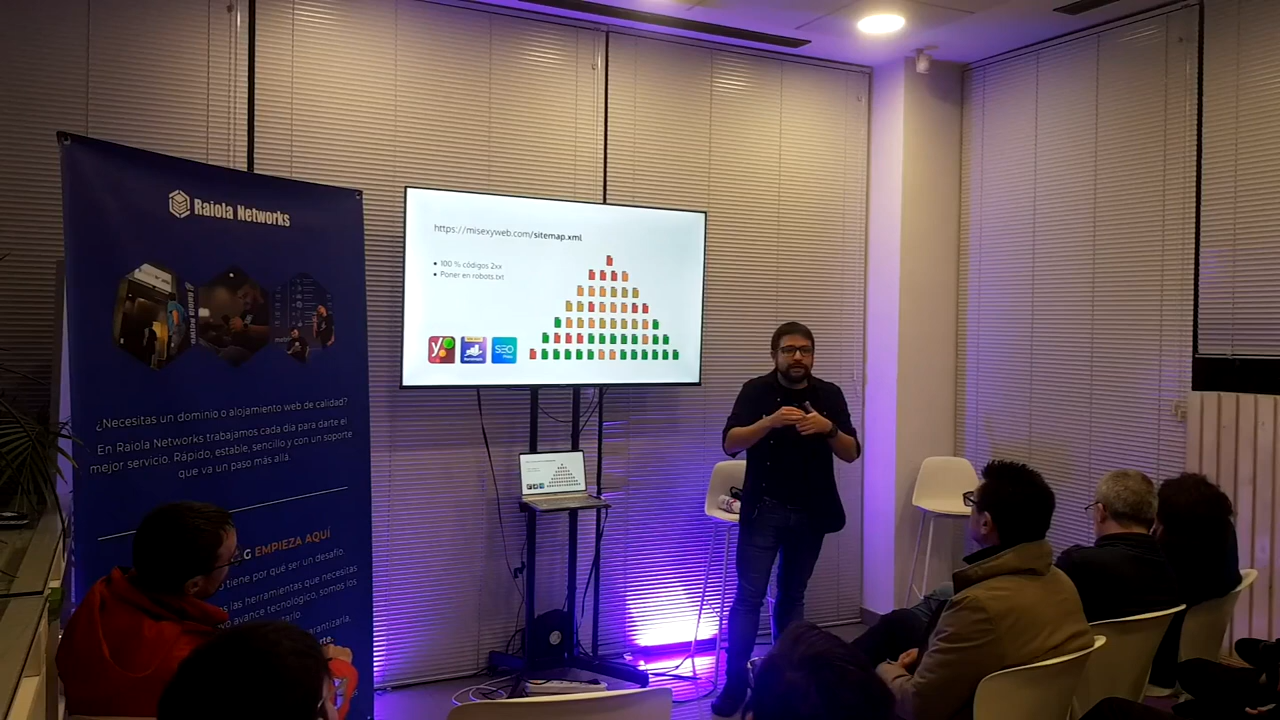 Raiola Networks
¿Necesitas un dominio o alojamiento web de calidad?
En Raiola Networks trabajamos cada día para darte el
mejor servicio. Rápido, estable, sencillo y con un soporte
que va un paso más allá.
G EMPIEZA AQUÍ
tiene por qué ser un desafío
las herramientas que necesitas
avance tecnológico, somos los
https://misexyweb.com/sitemap.xml
• 100 % códigos 2xx
• Poner en robots.txt
SEO